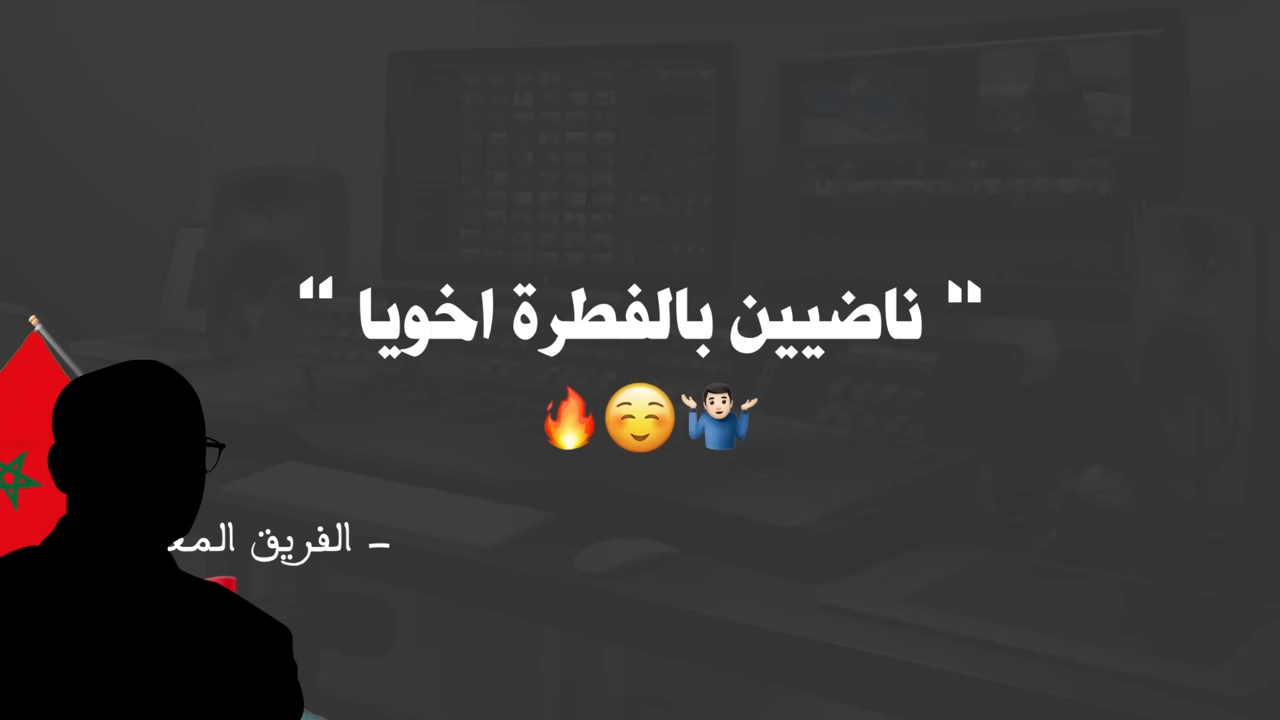 " ناضيين بالفطرة اخويا "
🤷🏻‍♂️☺️🔥
- الفريق